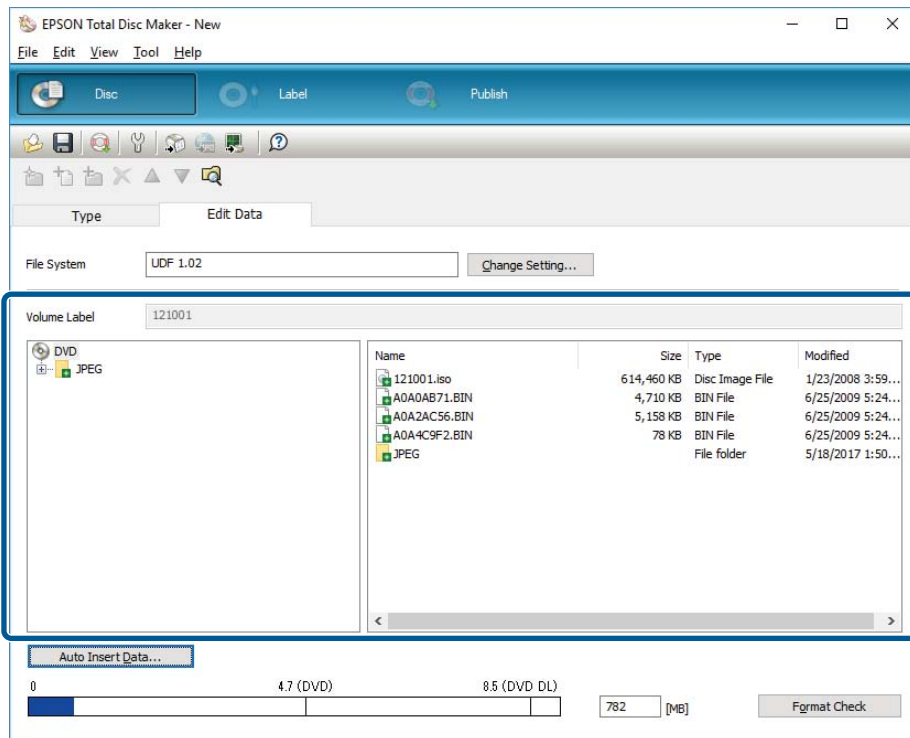 EPSON Total Disc Maker - New
File Edit View Tool Help
Disc Label Publish
Type Edit Data
File System UDF 1.02 Change Setting...
Volume Label 121001
DVD
JPEG
Name Size Type Modified
121001.iso 614,460 KB Disc Image File 1/23/2008 3:59...
A0A0AB71.BIN 4,710 KB BIN File 6/25/2009 5:24...
A0A2AC56.BIN 5,158 KB BIN File 6/25/2009 5:24...
A0A4C9F2.BIN 78 KB BIN File 6/25/2009 5:24...
JPEG File folder 5/18/2017 1:50...
Auto Insert Data...
0 4.7 (DVD) 8.5 (DVD DL)
782 [MB] Format Check